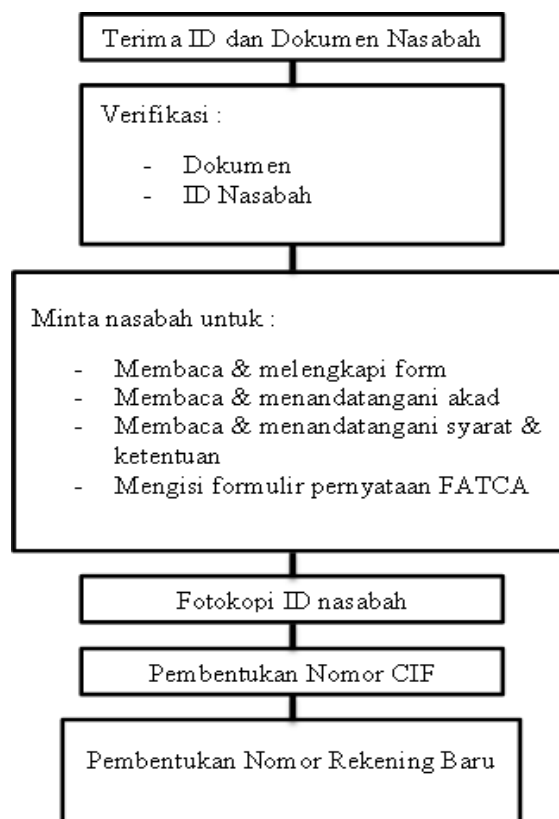 Terima ID dan Dokumen Nasabah
Verifikasi :
- Dokumen
- ID Nasabah
Minta nasabah untuk :
- Membaca & melengkapi form
- Membaca & menandatangani akad
- Membaca & menandatangani syarat &
ketentuan
- Mengisi formulir pernyataan FATCA
Fotokopi ID nasabah
Pembentukan Nomor CIF
Pembentukan Nomor Rekening Baru